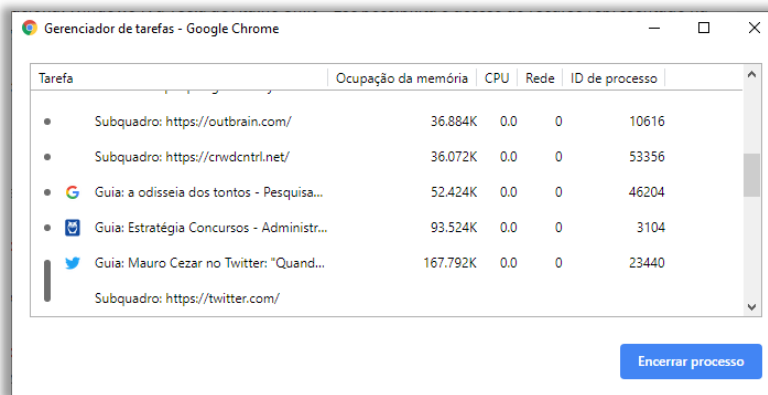 Gerenciador de tarefas - Google Chrome
Tarefa Ocupação da memória CPU Rede ID de processo
Subquadro: https://outbrain.com/ 36.884K 0.0 0 10616
Subquadro: https://crwdcntrl.net/ 36.072K 0.0 0 53356
Guia: a odisseia dos tontos - Pesquisa... 52.424K 0.0 0 46204
Guia: Estratégia Concursos - Administr... 93.524K 0.0 0 3104
Guia: Mauro Cezar no Twitter: "Quand... 167.792K 0.0 0 23440
Subquadro: https://twitter.com/
Encerrar processo